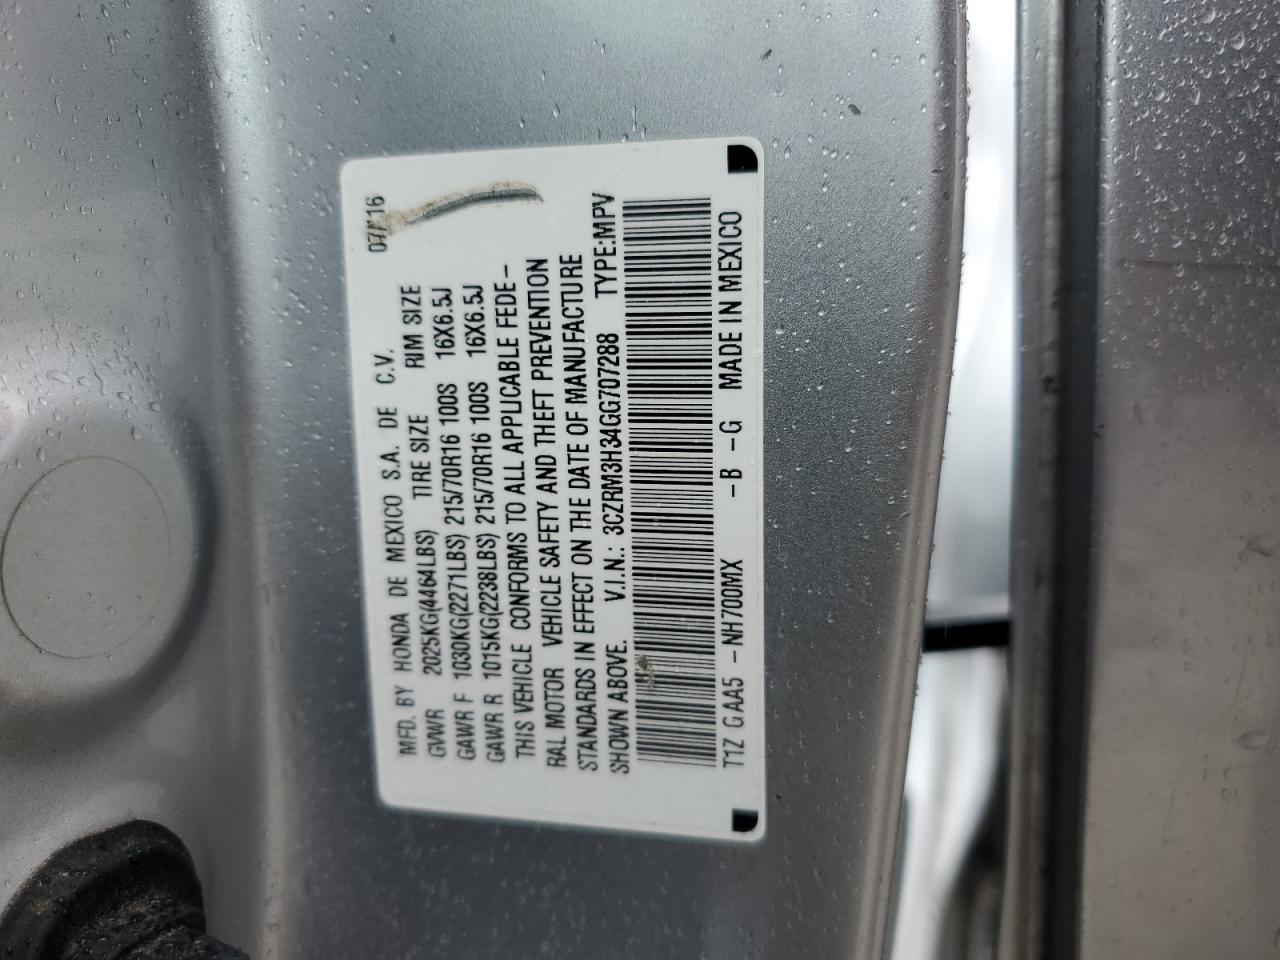 07/16
MFD. BY HONDA DE MEXICO S.A. DE C.V.
GVWR 2025KG(4464LBS) TIRE SIZE RIM SIZE
GAWR F 1030KG(2271LBS) 215/70R16 100S 16X6.5J
GAWR R 1015KG(2238LBS) 215/70R16 100S 16X6.5J
THIS VEHICLE CONFORMS TO ALL APPLICABLE FEDE-
RAL MOTOR VEHICLE SAFETY AND THEFT PREVENTION
STANDARDS IN EFFECT ON THE DATE OF MANUFACTURE
SHOWN ABOVE. V.I.N.: 3CZRM3H34GG707288 TYPE:MPV
T1Z GAA5 -NH700MX -B -G MADE IN MEXICO